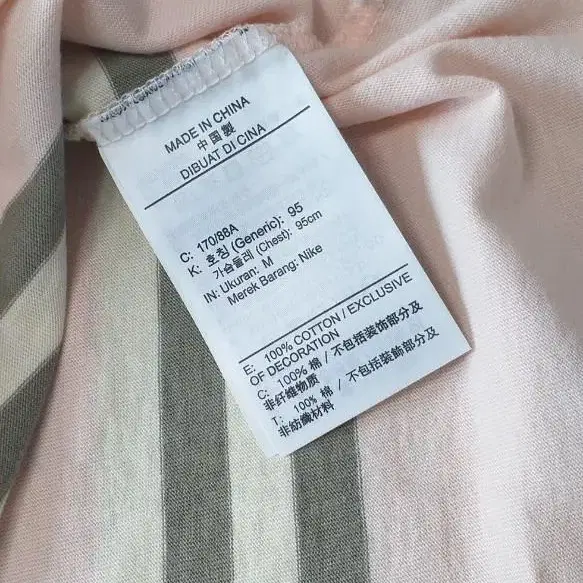 MADE IN CHINA
中国製
DIBUAT DI CINA
C: 170/88A
K: 호칭 (Generic): 95
가슴둘레 (Chest): 95cm
IN: Ukuran: M
Merek Barang: Nike
E: 100% COTTON / EXCLUSIVE
OF DECORATION
C: 100% 棉 / 不包括装饰部分及
非纤维物质
T: 100% 棉 / 不包括裝飾部分及
非紡織材料